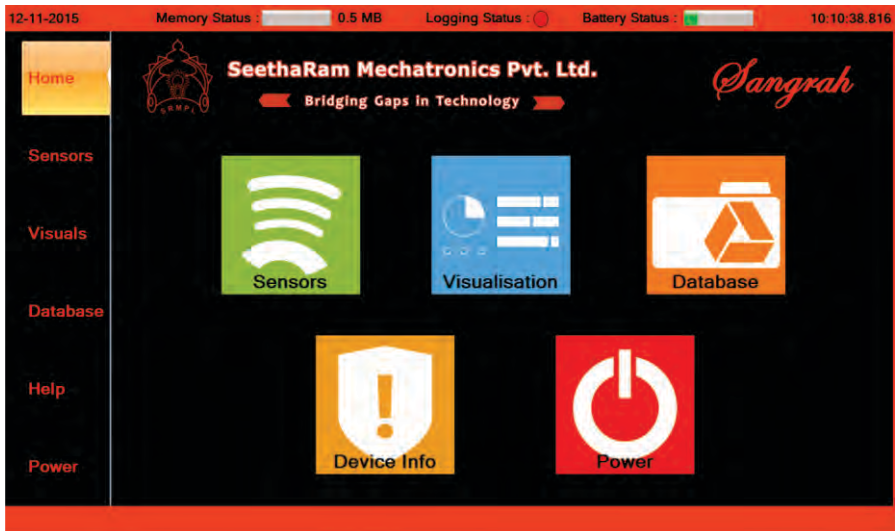 12-11-2015 Memory Status : 0.5 MB Logging Status : Battery Status : 10:10:38.816
Home
SeethaRam Mechatronics Pvt. Ltd.
Bridging Gaps in Technology
SRMPL
Sangrah
Sensors
Visuals
Database
Help
Power
Sensors
Visualisation
Database
Device Info
Power